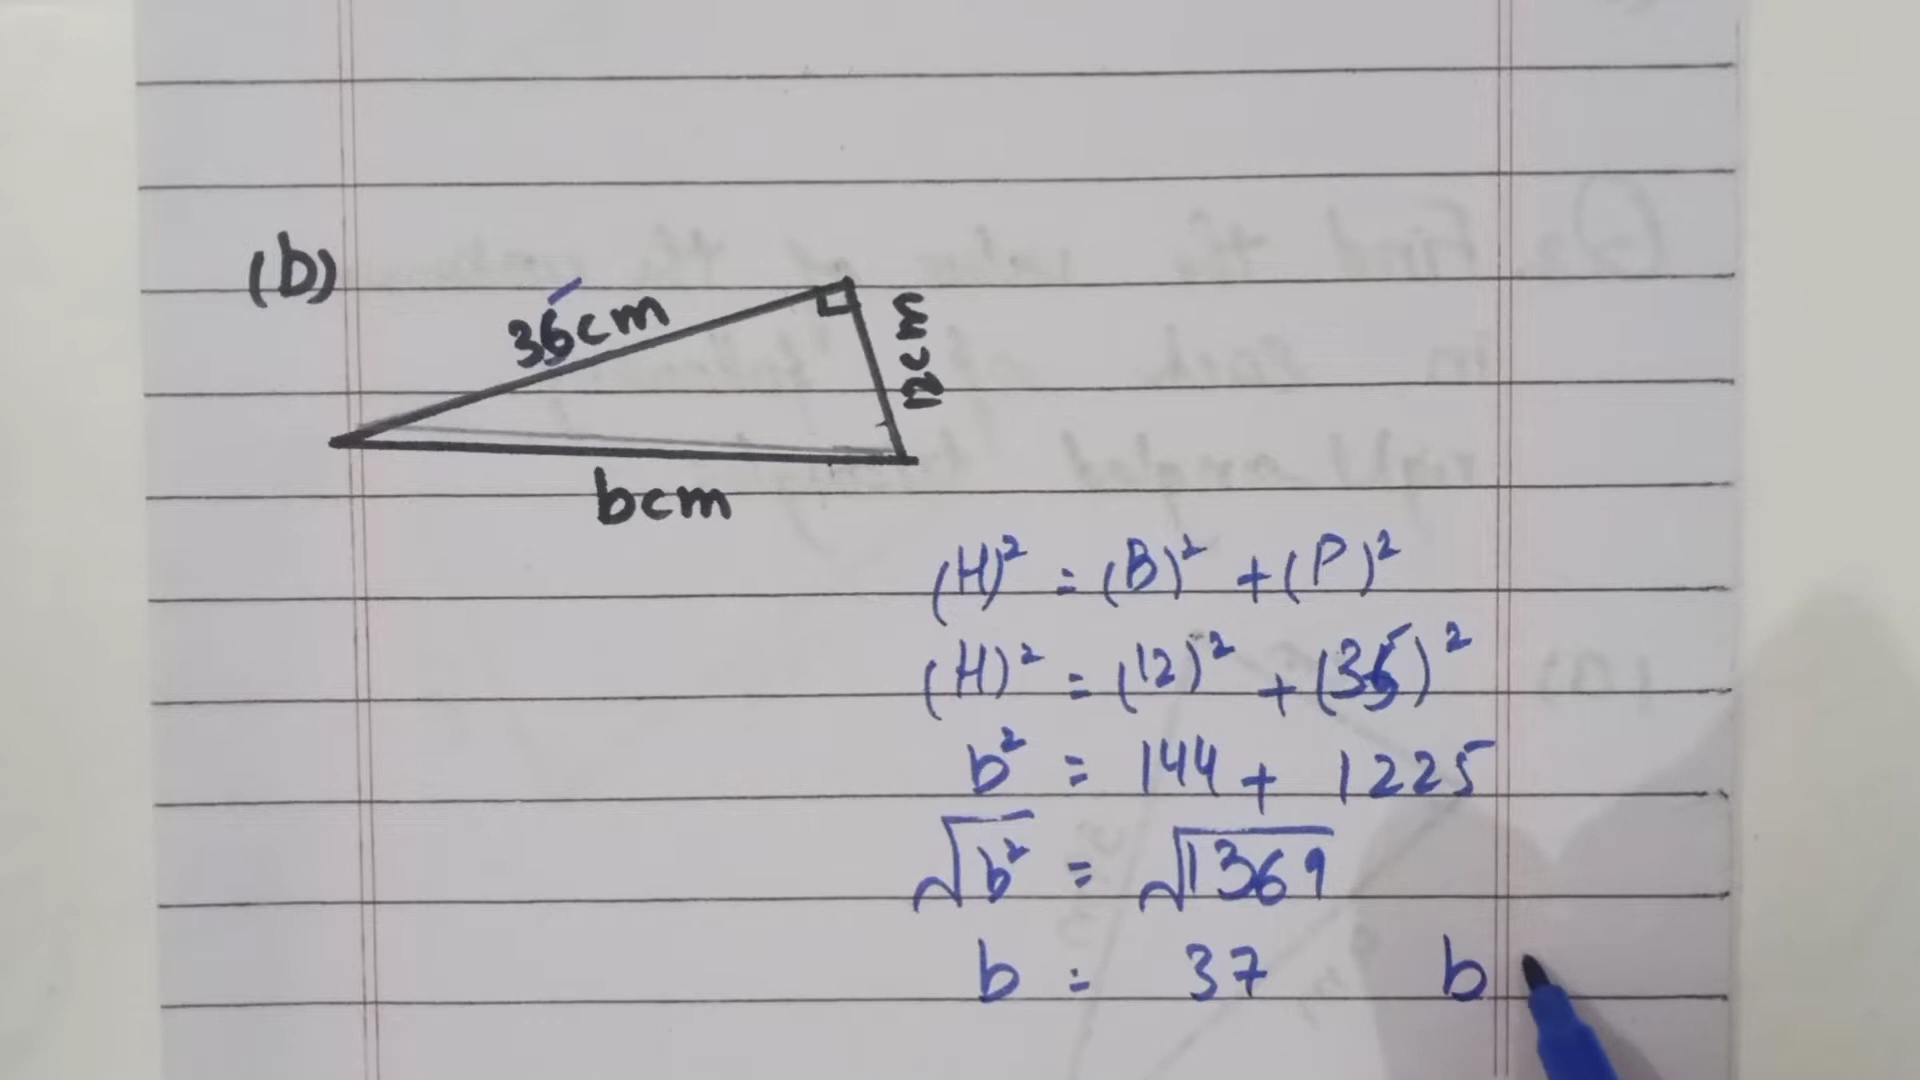 (b)
35cm
12cm
bcm
(H)² = (B)² + (P)²
(H)² = (12)² + (35)²
b² = 144 + 1225
√b² = √1369
b = 37 b